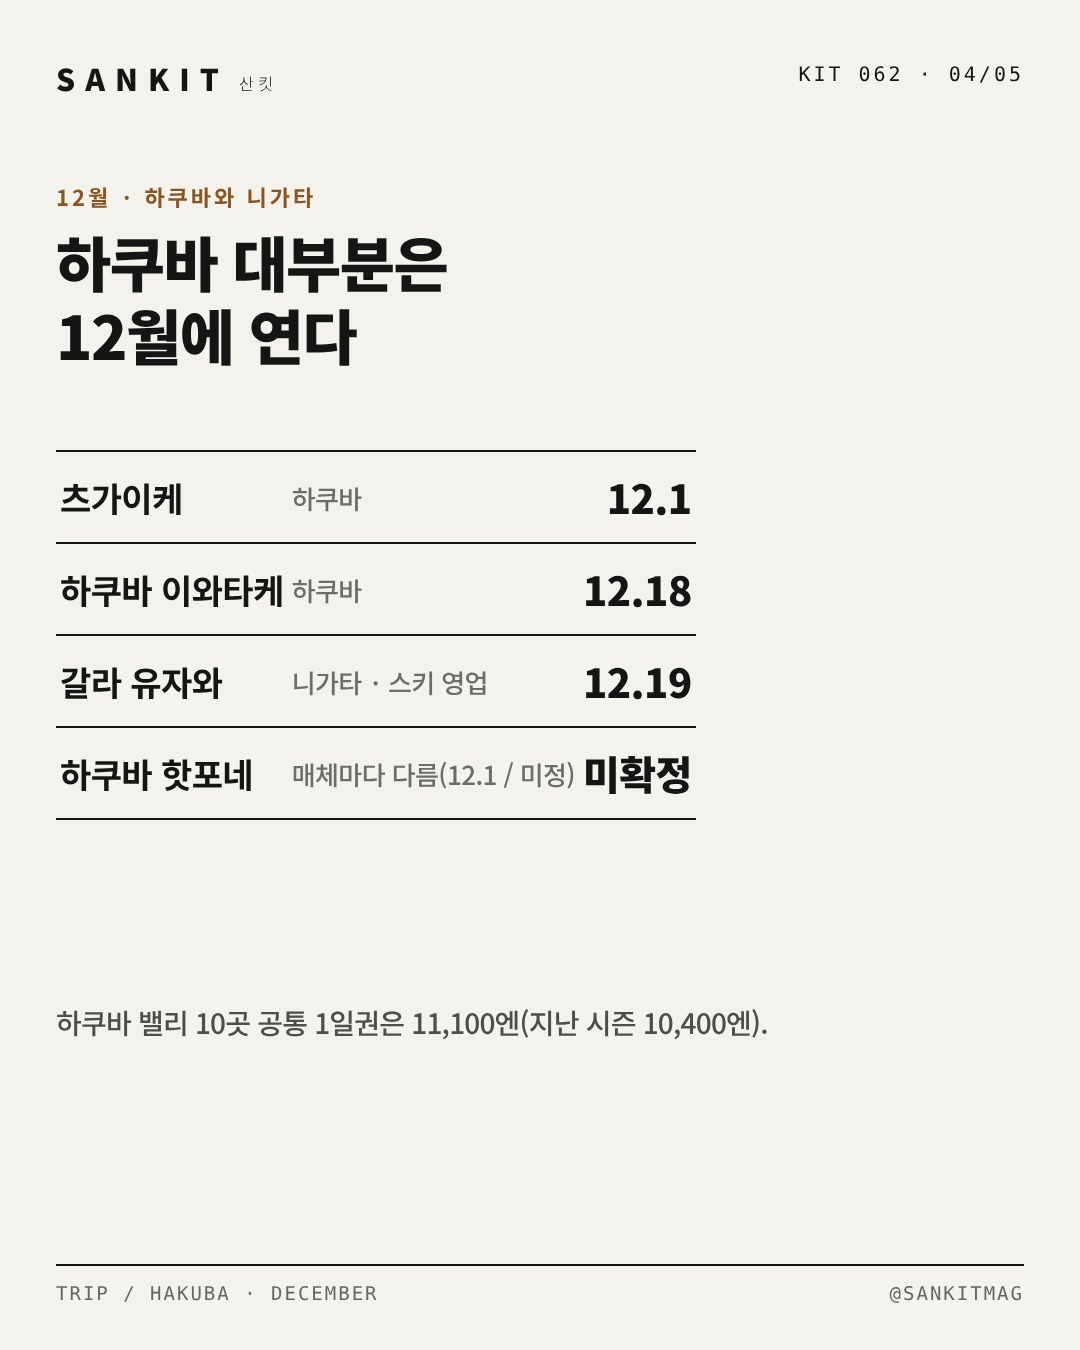 SANKIT 산킷
KIT 062 · 04/05
12월 · 하쿠바와 니가타
하쿠바 대부분은
12월에 연다
츠가이케 하쿠바 12.1
하쿠바 이와타케 하쿠바 12.18
갈라 유자와 니가타 · 스키 영업 12.19
하쿠바 핫포네 매체마다 다름(12.1 / 미정) 미확정
하쿠바 밸리 10곳 공통 1일권은 11,100엔(지난 시즌 10,400엔).
TRIP / HAKUBA · DECEMBER
@SANKITMAG